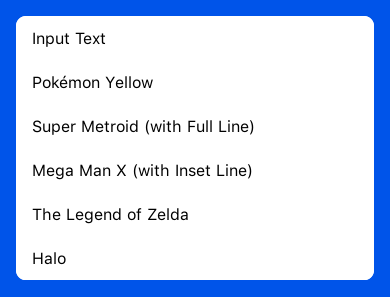 Input Text
Pokémon Yellow
Super Metroid (with Full Line)
Mega Man X (with Inset Line)
The Legend of Zelda
Halo